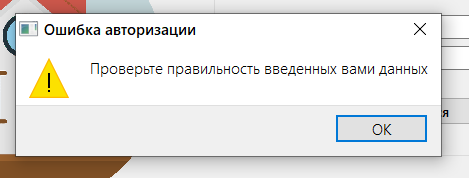 Ошибка авторизации
Проверьте правильность введенных вами данных
я
OK